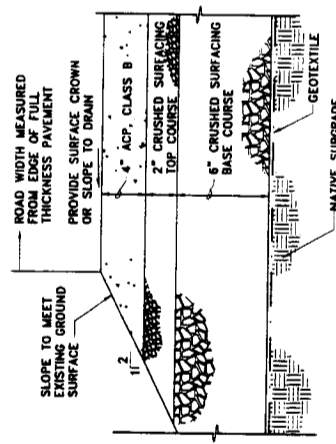 ROAD WIDTH MEASURED
FROM EDGE OF FULL
THICKNESS PAVEMENT
PROVIDE SURFACE CROWN
OR SLOPE TO DRAIN
SLOPE TO MEET
EXISTING GROUND
SURFACE
2
1
4" ACP, CLASS B
2" CRUSHED SURFACING
TOP COURSE
6" CRUSHED SURFACING
BASE COURSE
GEOTEXTILE
NATIVE SUBGRADE